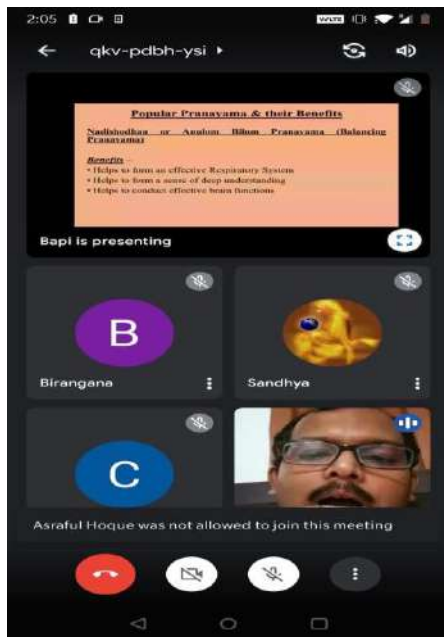 2:05
qkv-pdbh-ysi
Popular Pranayama & their Benefits
Nadishodhan or Anulom Bilum Pranayama (Balancing
Pranayama)
Benefits –
• Helps to form an effective Respiratory System
• Helps to form a sense of deep understanding
• Helps to conduct effective brain functions
Bapi is presenting
B
Birangana
Sandhya
C
Asraful Hoque was not allowed to join this meeting